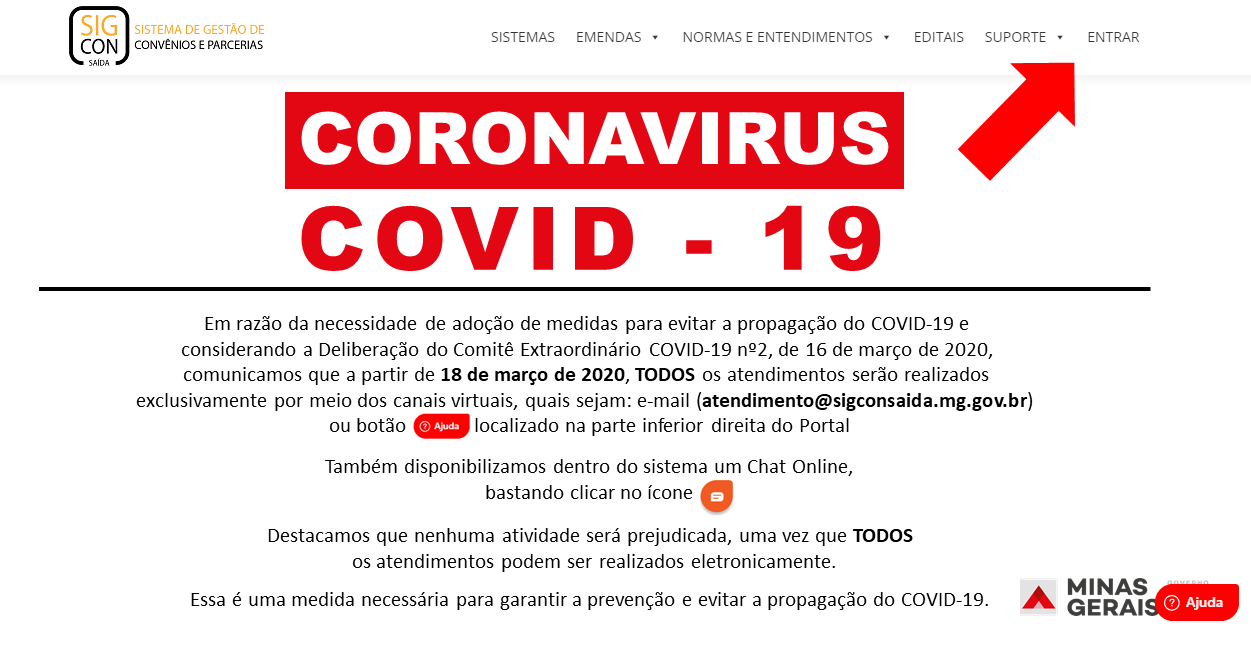 SIG
CON
SAÍDA
SISTEMA DE GESTÃO DE
CONVÊNIOS E PARCERIAS
SISTEMAS EMENDAS NORMAS E ENTENDIMENTOS EDITAIS SUPORTE ENTRAR
CORONAVIRUS
COVID - 19
Em razão da necessidade de adoção de medidas para evitar a propagação do COVID-19 e
considerando a Deliberação do Comitê Extraordinário COVID-19 nº2, de 16 de março de 2020,
comunicamos que a partir de 18 de março de 2020, TODOS os atendimentos serão realizados
exclusivamente por meio dos canais virtuais, quais sejam: e-mail (atendimento@sigconsaida.mg.gov.br)
ou botão Ajuda localizado na parte inferior direita do Portal
Também disponibilizamos dentro do sistema um Chat Online,
bastando clicar no ícone
Destacamos que nenhuma atividade será prejudicada, uma vez que TODOS
os atendimentos podem ser realizados eletronicamente.
Essa é uma medida necessária para garantir a prevenção e evitar a propagação do COVID-19.
MINAS
GERAIS
Ajuda